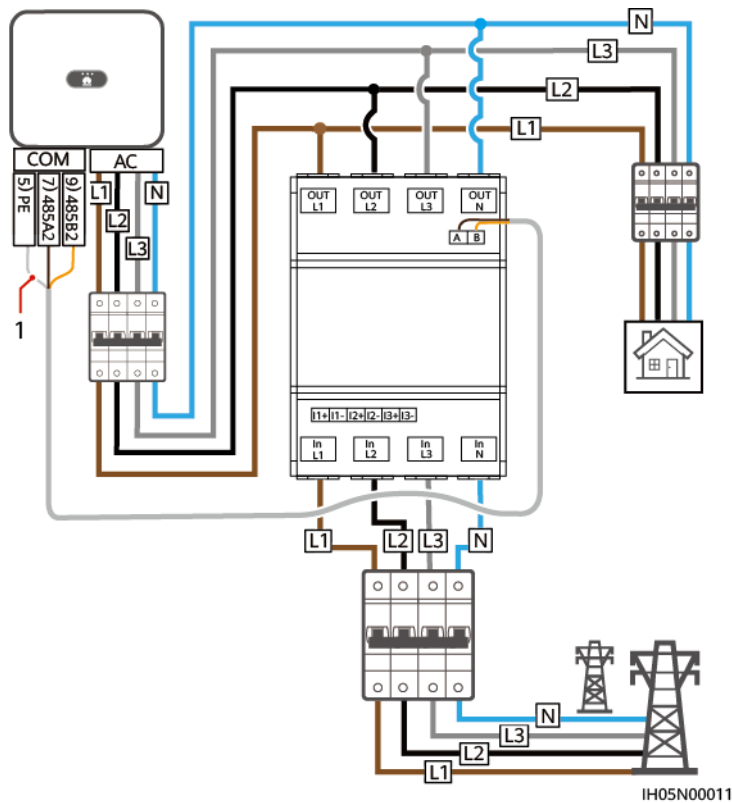 N
L3
L2
L1
COM
AC
5) PE
7) 485A2
9) 485B2
L1
L2
L3
N
1
OUT L1
OUT L2
OUT L3
OUT N
A B
I1+ I1- I2+ I2- I3+ I3-
In L1
In L2
In L3
In N
L1
L2
L3
N
N
L3
L2
L1
IH05N00011